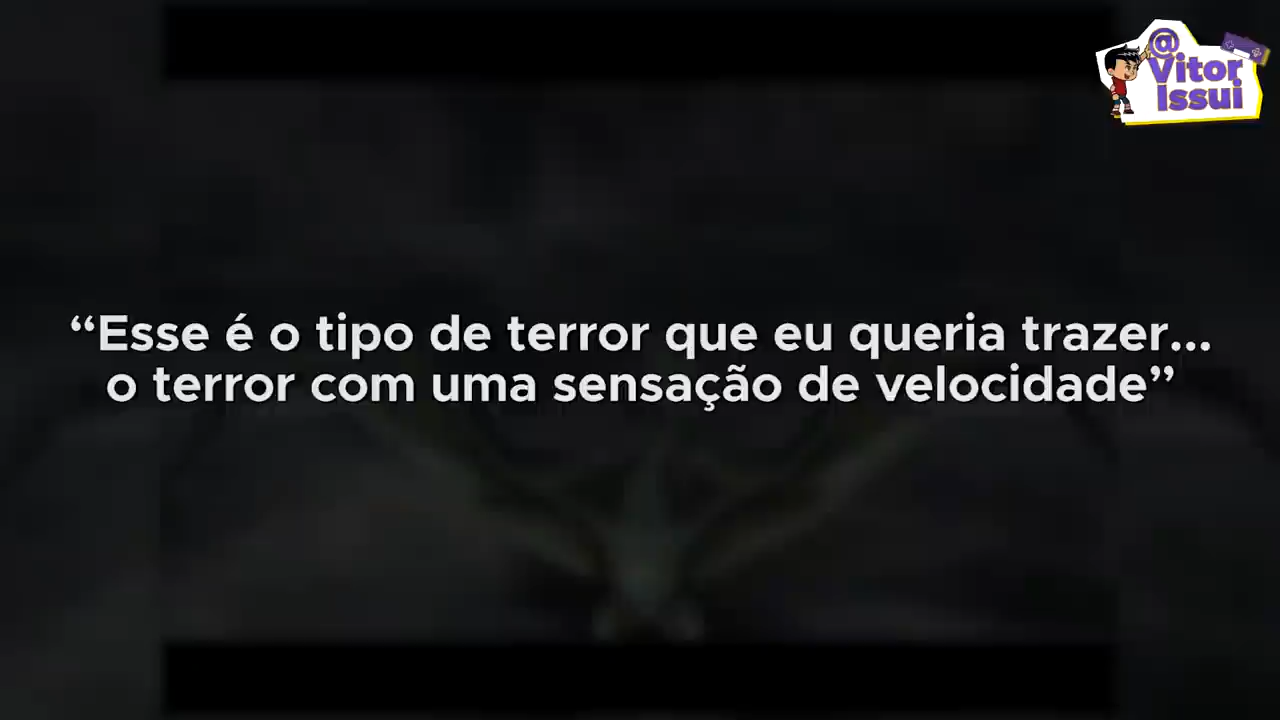 @
Vitor
Issui
“Esse é o tipo de terror que eu queria trazer...
o terror com uma sensação de velocidade”